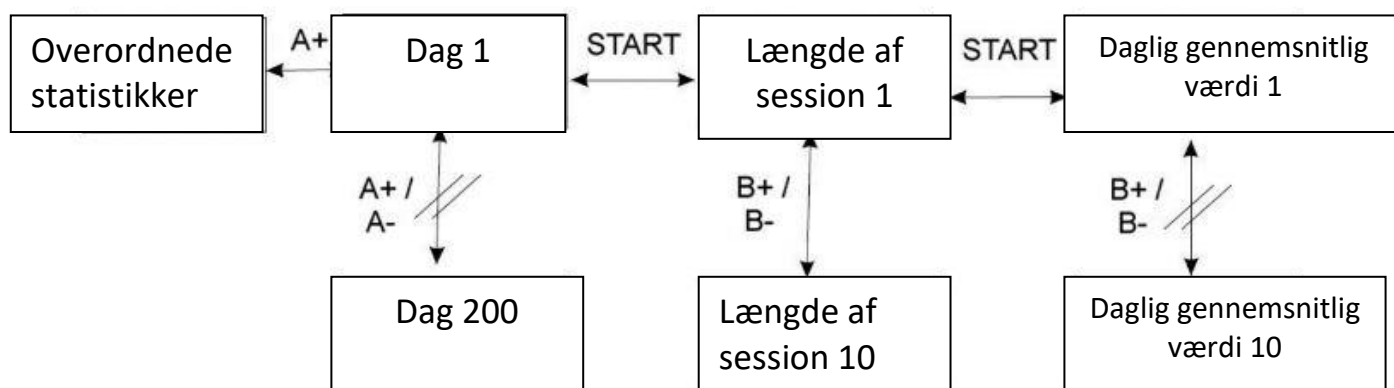 Overordnede
statistikker
A+
Dag 1
START
Længde af
session 1
START
Daglig gennemsnitlig
værdi 1
A+ /
A-
B+ /
B-
B+ /
B-
Dag 200
Længde af
session 10
Daglig gennemsnitlig
værdi 10